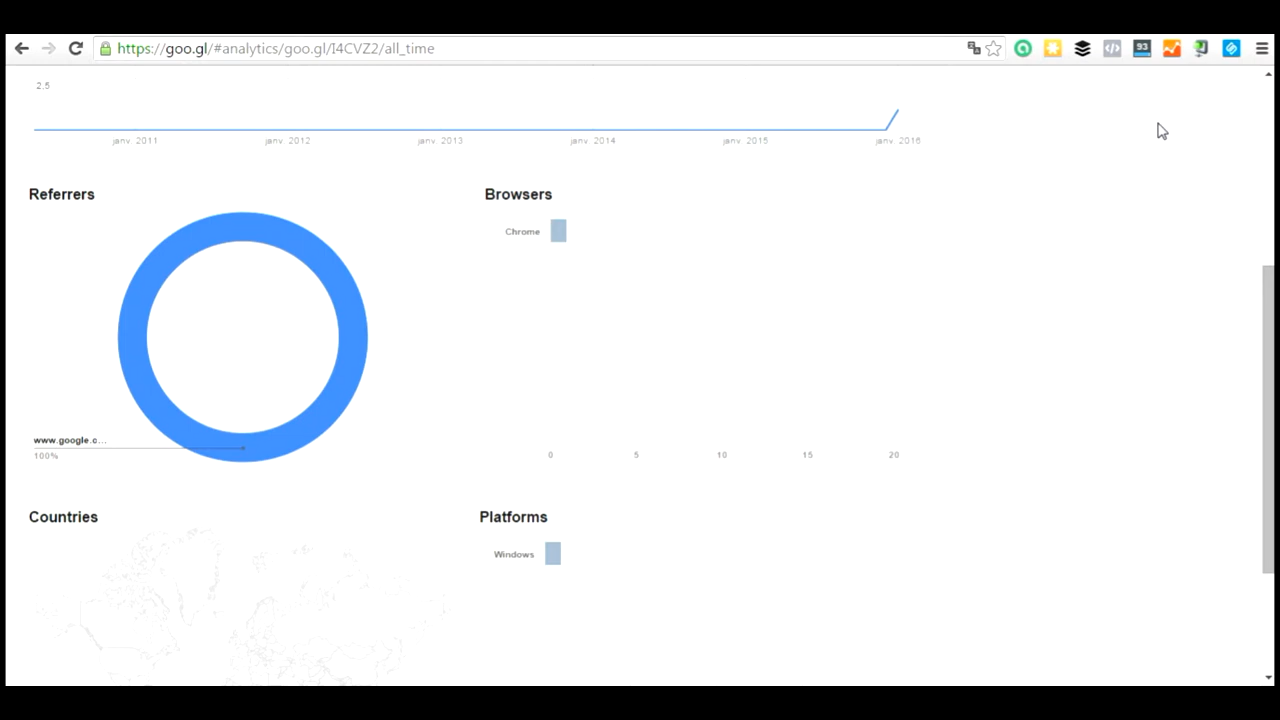 https://goo.gl/#analytics/goo.gl/I4CVZ2/all_time
93
2,5
janv. 2011 janv. 2012 janv. 2013 janv. 2014 janv. 2015 janv. 2016
Referrers
Browsers
Chrome
www.google.c...
100%
0 5 10 15 20
Countries
Platforms
Windows